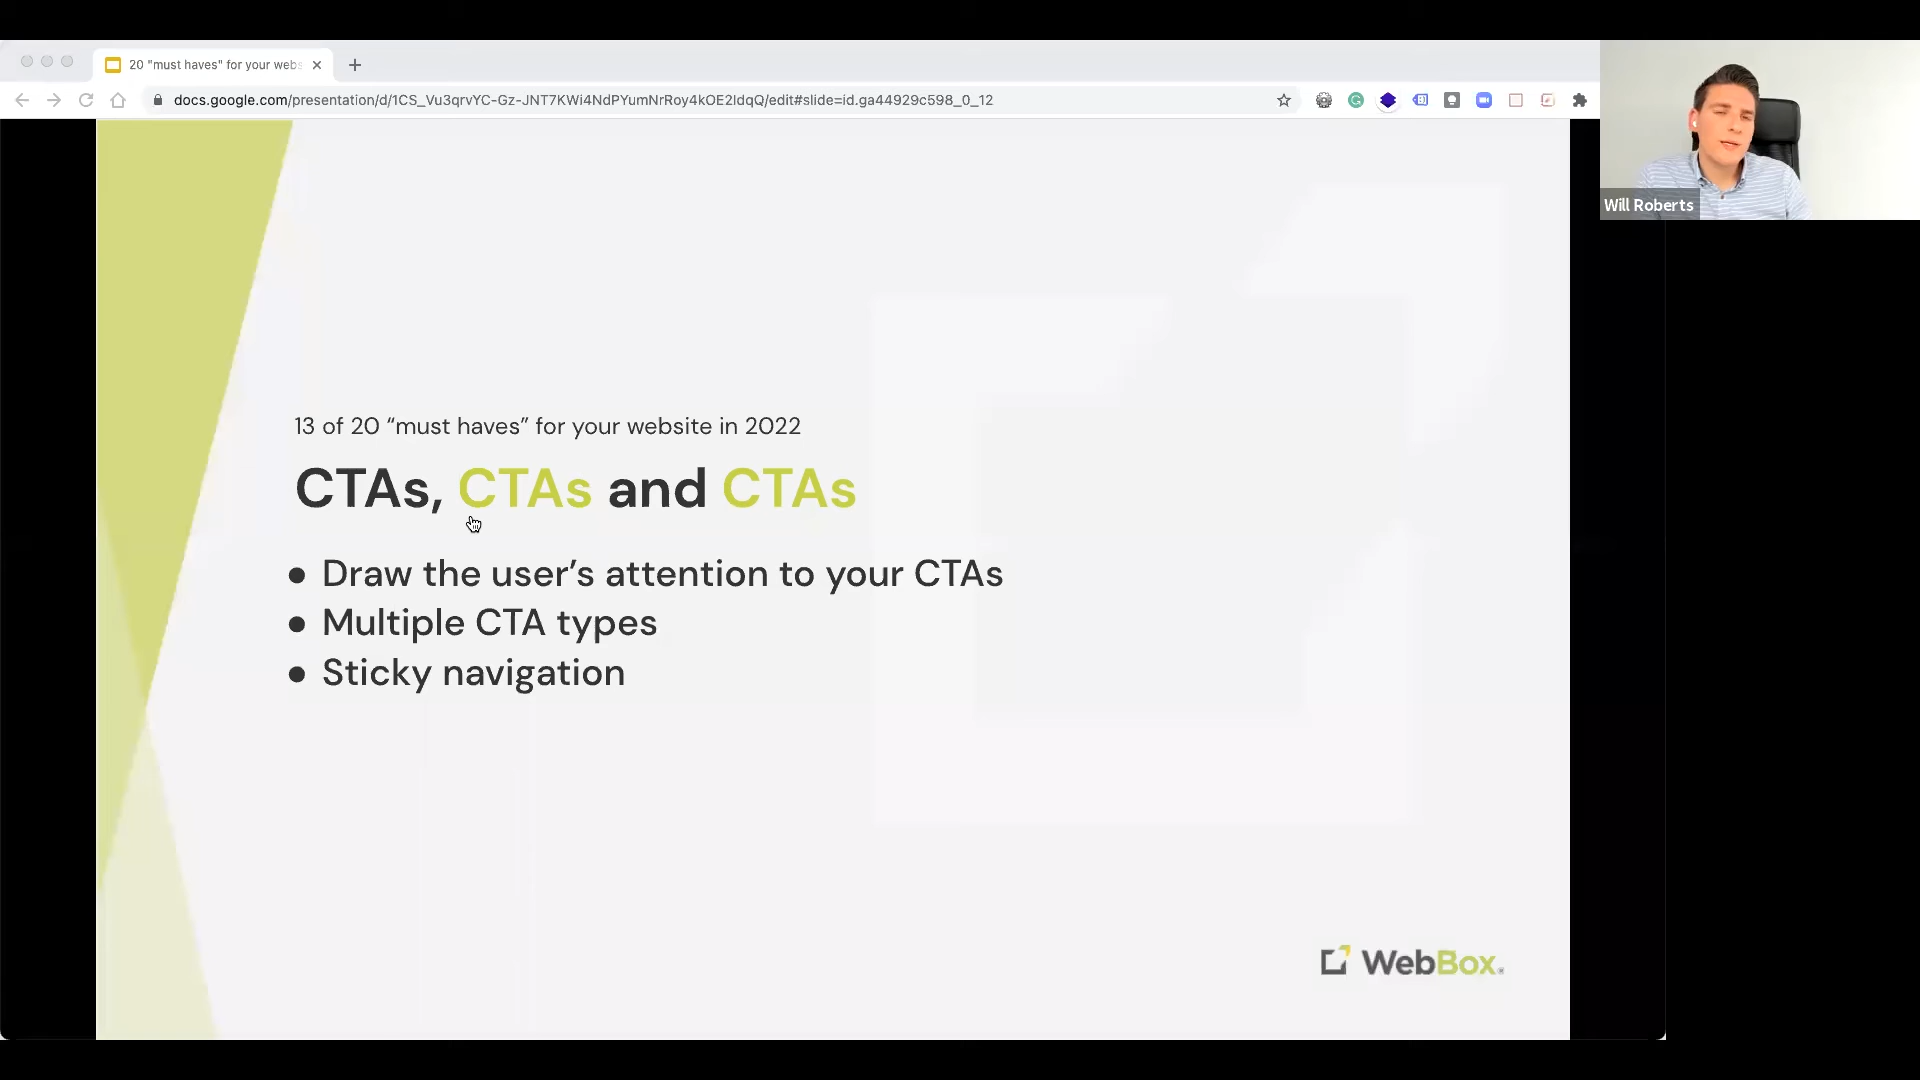 20 "must haves" for your webs
docs.google.com/presentation/d/1CS_Vu3qrvYC-Gz-JNT7KWi4NdPYumNrRoy4kOE2ldqQ/edit#slide=id.ga44929c598_0_12
Will Roberts
13 of 20 “must haves” for your website in 2022
CTAs, CTAs and CTAs
● Draw the user’s attention to your CTAs
● Multiple CTA types
● Sticky navigation
WebBox®